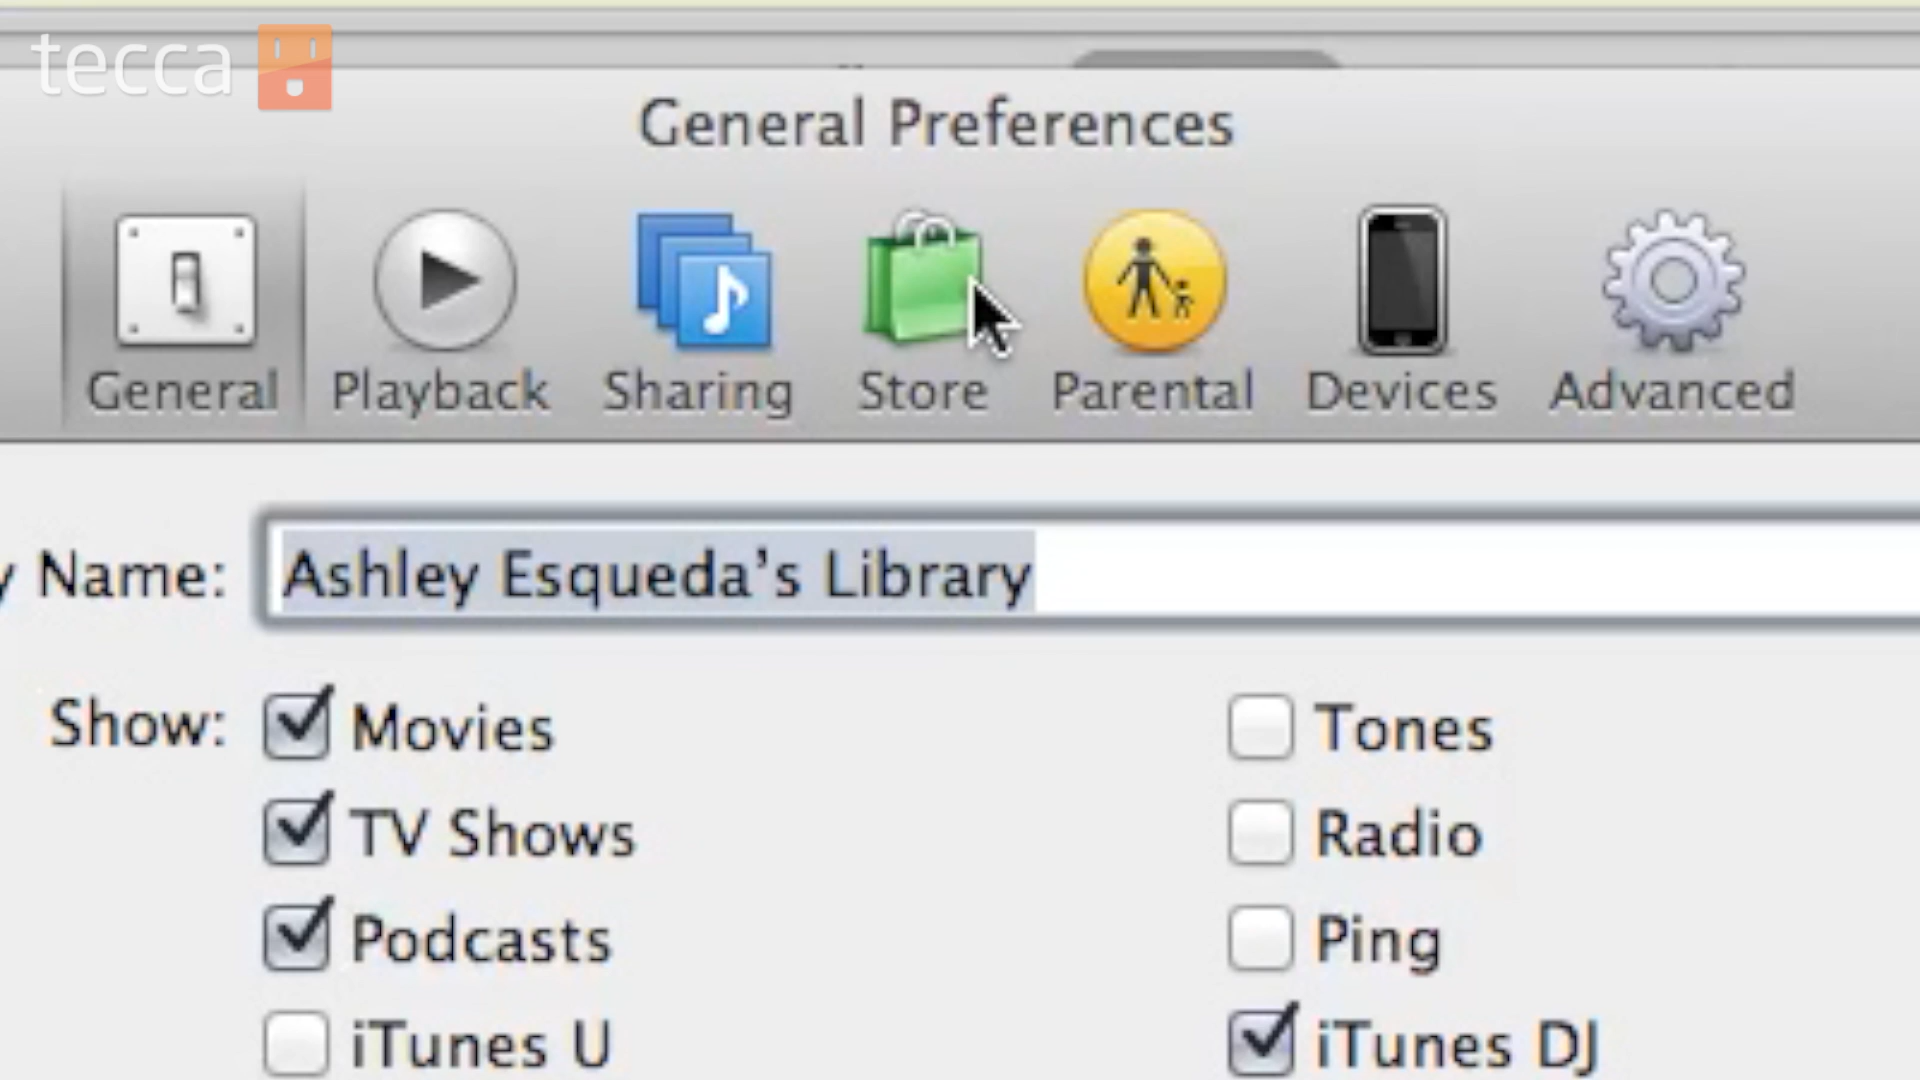 tecca
General Preferences
General Playback Sharing Store Parental Devices Advanced
y Name: Ashley Esqueda's Library
Show: Movies Tones
TV Shows Radio
Podcasts Ping
iTunes U iTunes DJ